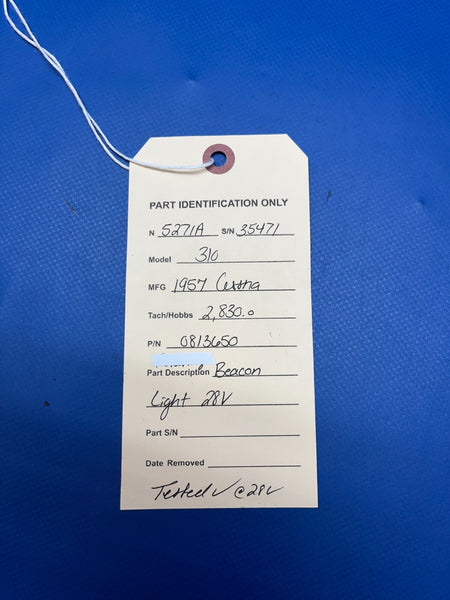 PART IDENTIFICATION ONLY
N 5271A S/N 35471
Model 310
MFG 1957 Cessna
Tach/Hobbs 2,830.0
P/N 0813650
Part Description Beacon
Light 28V
Part S/N
Date Removed
Tested ✓ @ 28V